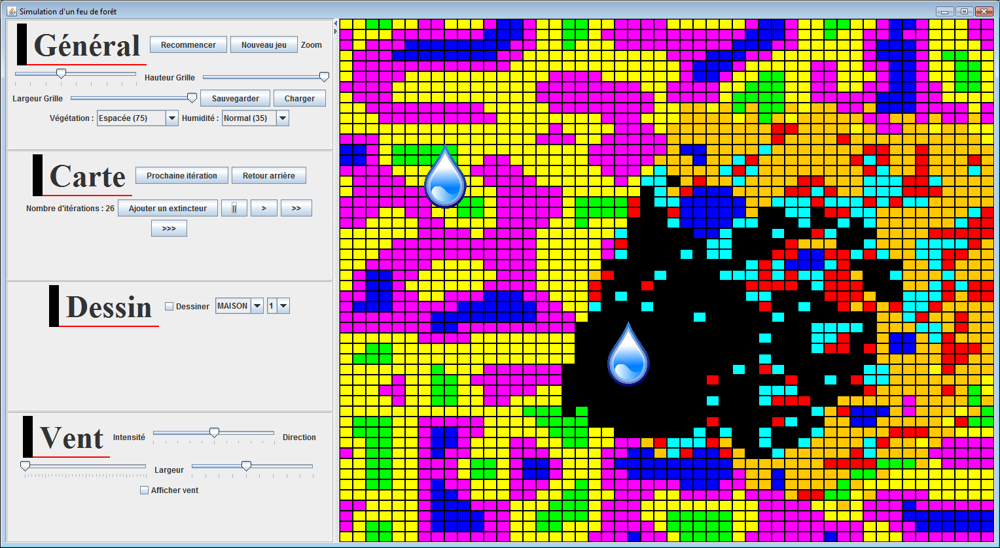 Simulation d'un feu de forêt
Général Recommencer Nouveau jeu Zoom
Hauteur Grille
Largeur Grille Sauvegarder Charger
Végétation : Espacée (75) Humidité : Normal (35)
Carte Prochaine itération Retour arrière
Nombre d'itérations : 26 Ajouter un extincteur || > >>
>>>
Dessin Dessiner MAISON 1
Vent Intensité Direction
Largeur
Afficher vent